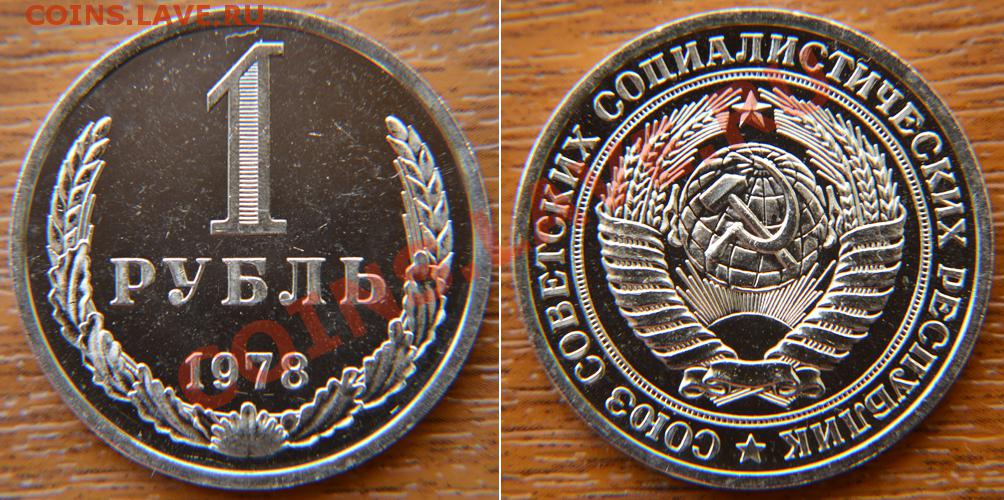 COINS.LAVE.RU
1
РУБЛЬ
1978
СОЮЗ СОВЕТСКИХ СОЦИАЛИСТИЧЕСКИХ РЕСПУБЛИК